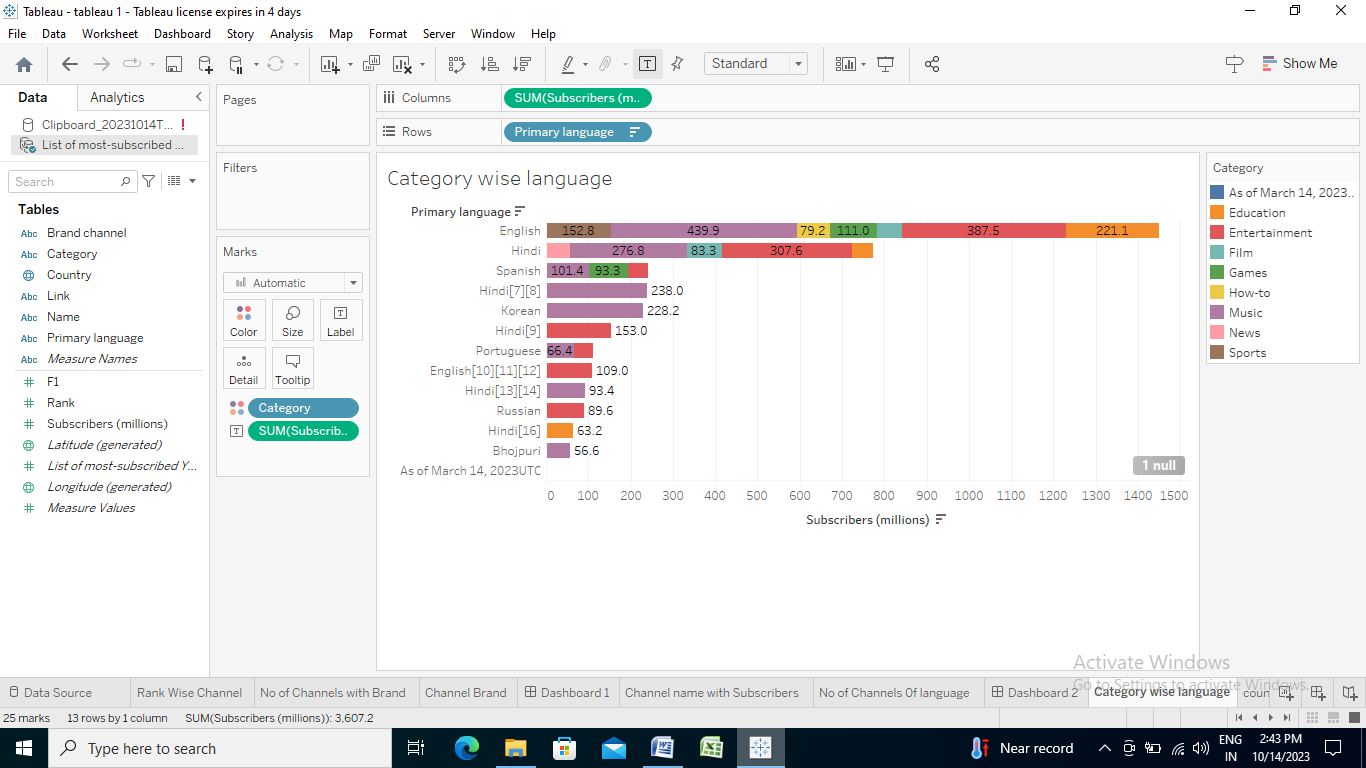 Tableau - tableau 1 - Tableau license expires in 4 days
File Data Worksheet Dashboard Story Analysis Map Format Server Window Help
Standard
Show Me
Data Analytics
Clipboard_20231014T... !
List of most-subscribed ...
Search
Tables
Abc Brand channel
Abc Category
Country
Abc Link
Abc Name
Abc Primary language
Abc Measure Names
# F1
# Rank
# Subscribers (millions)
Latitude (generated)
# List of most-subscribed Y...
Longitude (generated)
# Measure Values
Pages
Filters
Marks
Automatic
Color Size Label
Detail Tooltip
Category
SUM(Subscrib..
Columns SUM(Subscribers (m..
Rows Primary language
Category wise language
Primary language
English 152.8 439.9 79.2 111.0 387.5 221.1
Hindi 276.8 83.3 307.6
Spanish 101.4 93.3
Hindi[7][8] 238.0
Korean 228.2
Hindi[9] 153.0
Portuguese 66.4
English[10][11][12] 109.0
Hindi[13][14] 93.4
Russian 89.6
Hindi[16] 63.2
Bhojpuri 56.6
As of March 14, 2023UTC
1 null
0 100 200 300 400 500 600 700 800 900 1000 1100 1200 1300 1400 1500
Subscribers (millions)
Category
As of March 14, 2023..
Education
Entertainment
Film
Games
How-to
Music
News
Sports
Activate Windows
Go to Settings to activate Windows.
Data Source Rank Wise Channel No of Channels with Brand Channel Brand Dashboard 1 Channel name with Subscribers No of Channels 0f language Dashboard 2 Category wise language coun
25 marks 13 rows by 1 column SUM(Subscribers (millions)): 3,607.2
Type here to search
Near record
ENG
IN
2:43 PM
10/14/2023